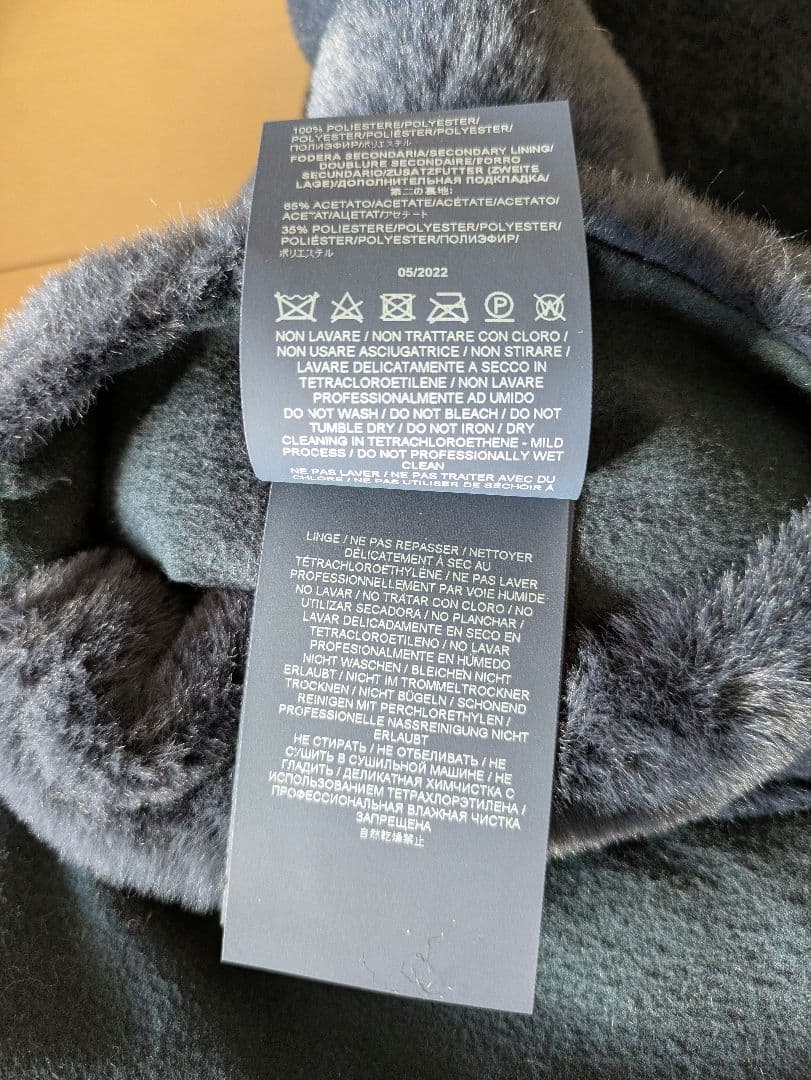 100% POLIESTERE/POLYESTER/
POLYESTER/POLIÉSTER/POLYESTER/
ПОЛИЭФИР/ポリエステル
FODERA SECONDARIA/SECONDARY LINING/
DOUBLURE SECONDAIRE/FORRO
SECUNDARIO/ZUSATZFUTTER (ZWEITE
LAGE)/ДОПОЛНИТЕЛЬНАЯ ПОДКЛАДКА/
第二の裏地:
65% ACETATO/ACETATE/ACÉTATE/ACETATO/
ACETAT/АЦЕТАТ/アセテート
35% POLIESTERE/POLYESTER/POLYESTER/
POLIÉSTER/POLYESTER/ПОЛИЭФИР/
ポリエステル
05/2022
P W
NON LAVARE / NON TRATTARE CON CLORO /
NON USARE ASCIUGATRICE / NON STIRARE /
LAVARE DELICATAMENTE A SECCO IN
TETRACLOROETILENE / NON LAVARE
PROFESSIONALMENTE AD UMIDO
DO NOT WASH / DO NOT BLEACH / DO NOT
TUMBLE DRY / DO NOT IRON / DRY
CLEANING IN TETRACHLOROETHENE - MILD
PROCESS / DO NOT PROFESSIONALLY WET
CLEAN
NE PAS LAVER / NE PAS TRAITER AVEC DU
CHLORE / NE PAS UTILISER DE SÉCHOIR À
LINGE / NE PAS REPASSER / NETTOYER
DÉLICATEMENT À SEC AU
TÉTRACHLOROÉTHYLÈNE / NE PAS LAVER
PROFESSIONNELLEMENT PAR VOIE HUMIDE
NO LAVAR / NO TRATAR CON CLORO / NO
UTILIZAR SECADORA / NO PLANCHAR /
LAVAR DELICADAMENTE EN SECO EN
TETRACLOROETILENO / NO LAVAR
PROFESIONALMENTE EN HÚMEDO
NICHT WASCHEN / BLEICHEN NICHT
ERLAUBT / NICHT IM TROMMELTROCKNER
TROCKNEN / NICHT BÜGELN / SCHONEND
REINIGEN MIT PERCHLORETHYLEN /
PROFESSIONELLE NASSREINIGUNG NICHT
ERLAUBT
НЕ СТИРАТЬ / НЕ ОТБЕЛИВАТЬ / НЕ
СУШИТЬ В СУШИЛЬНОЙ МАШИНЕ / НЕ
ГЛАДИТЬ / ДЕЛИКАТНАЯ ХИМЧИСТКА С
ИСПОЛЬЗОВАНИЕМ ТЕТРАХЛОРЭТИЛЕНА /
ПРОФЕССИОНАЛЬНАЯ ВЛАЖНАЯ ЧИСТКА
ЗАПРЕЩЕНА
自然乾燥禁止